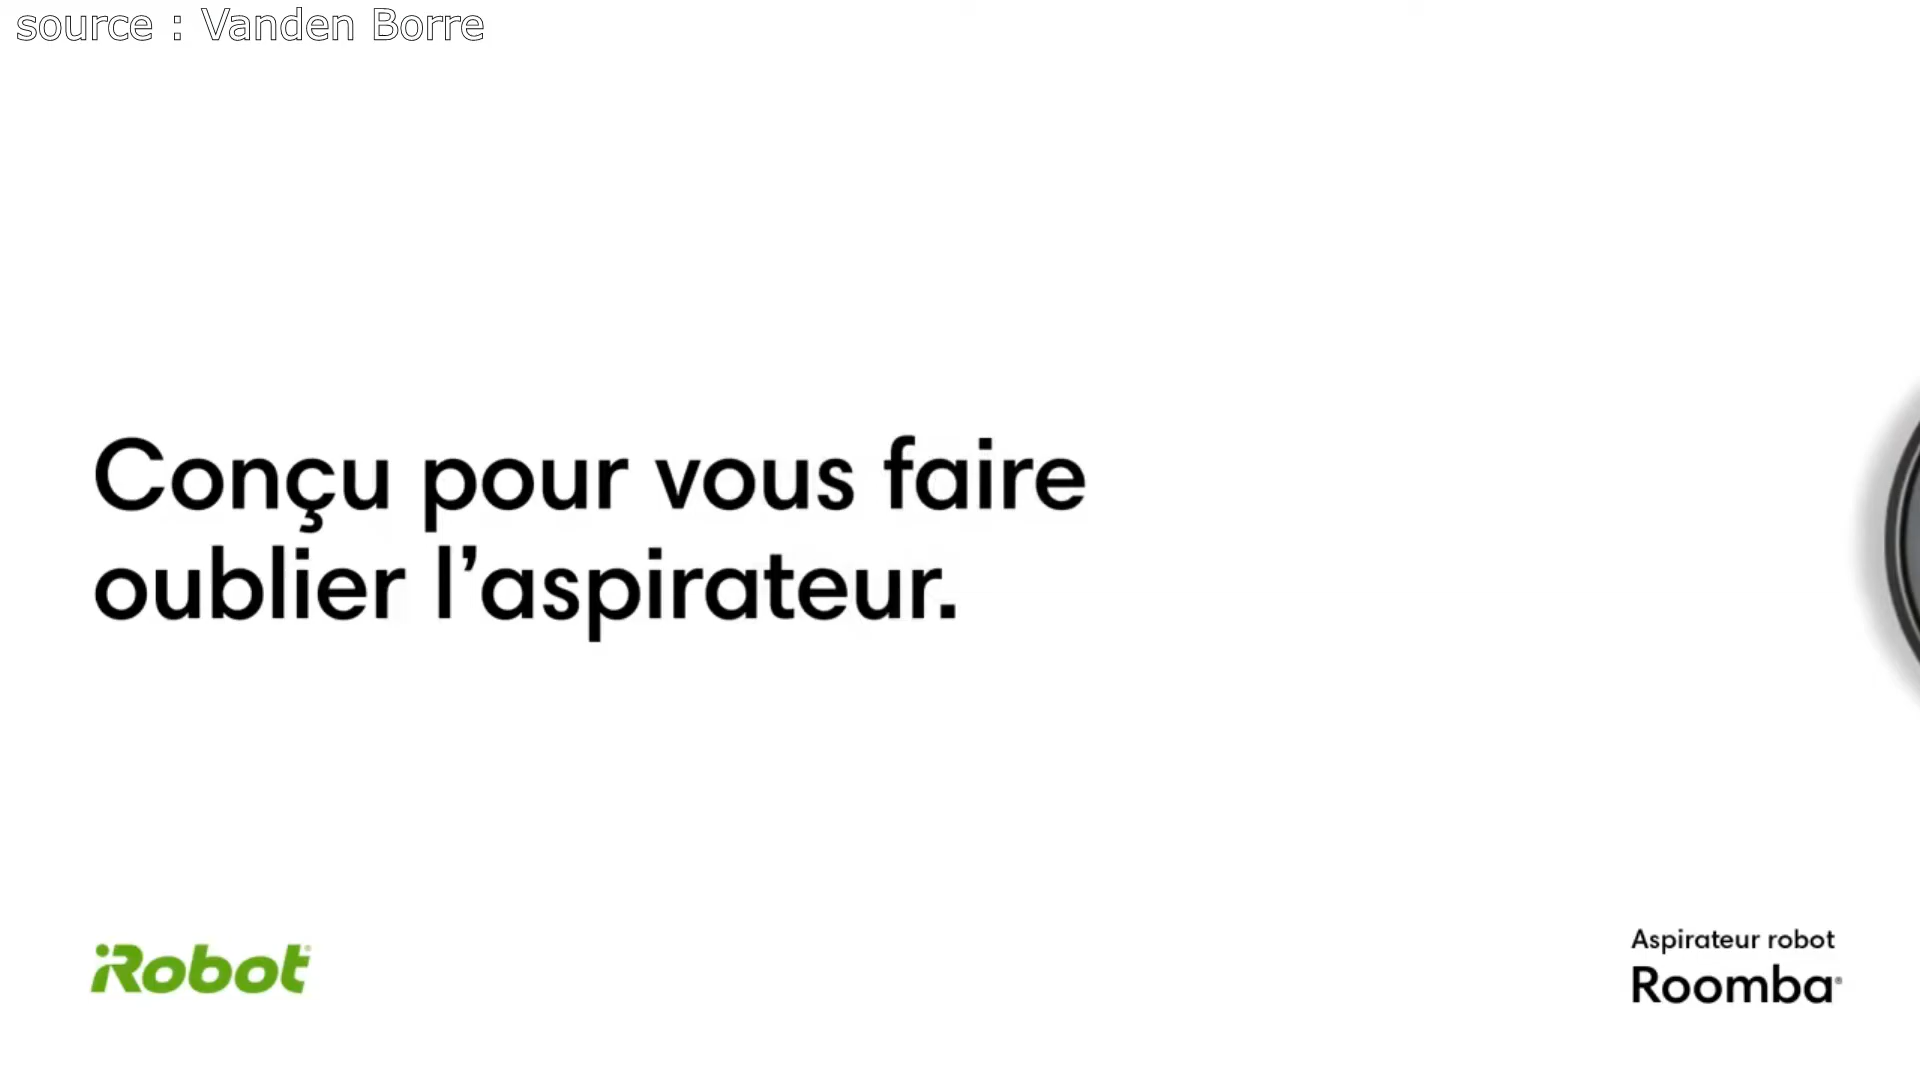 source : Vanden Borre
Conçu pour vous faire
oublier l’aspirateur.
iRobot
Aspirateur robot
Roomba®